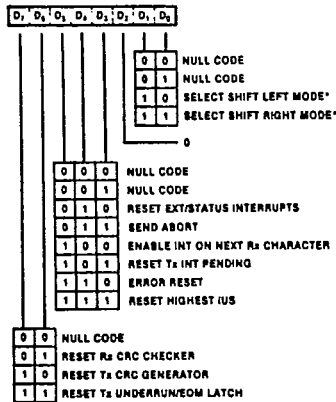 D7 D6 D5 D4 D3 D2 D1 D0
0 0 NULL CODE
0 1 NULL CODE
1 0 SELECT SHIFT LEFT MODE*
1 1 SELECT SHIFT RIGHT MODE*
0
0 0 0 NULL CODE
0 0 1 NULL CODE
0 1 0 RESET EXT/STATUS INTERRUPTS
0 1 1 SEND ABORT
1 0 0 ENABLE INT ON NEXT Rx CHARACTER
1 0 1 RESET Tx INT PENDING
1 1 0 ERROR RESET
1 1 1 RESET HIGHEST IUS
0 0 NULL CODE
0 1 RESET Rx CRC CHECKER
1 0 RESET Tx CRC GENERATOR
1 1 RESET Tx UNDERRUN/EOM LATCH